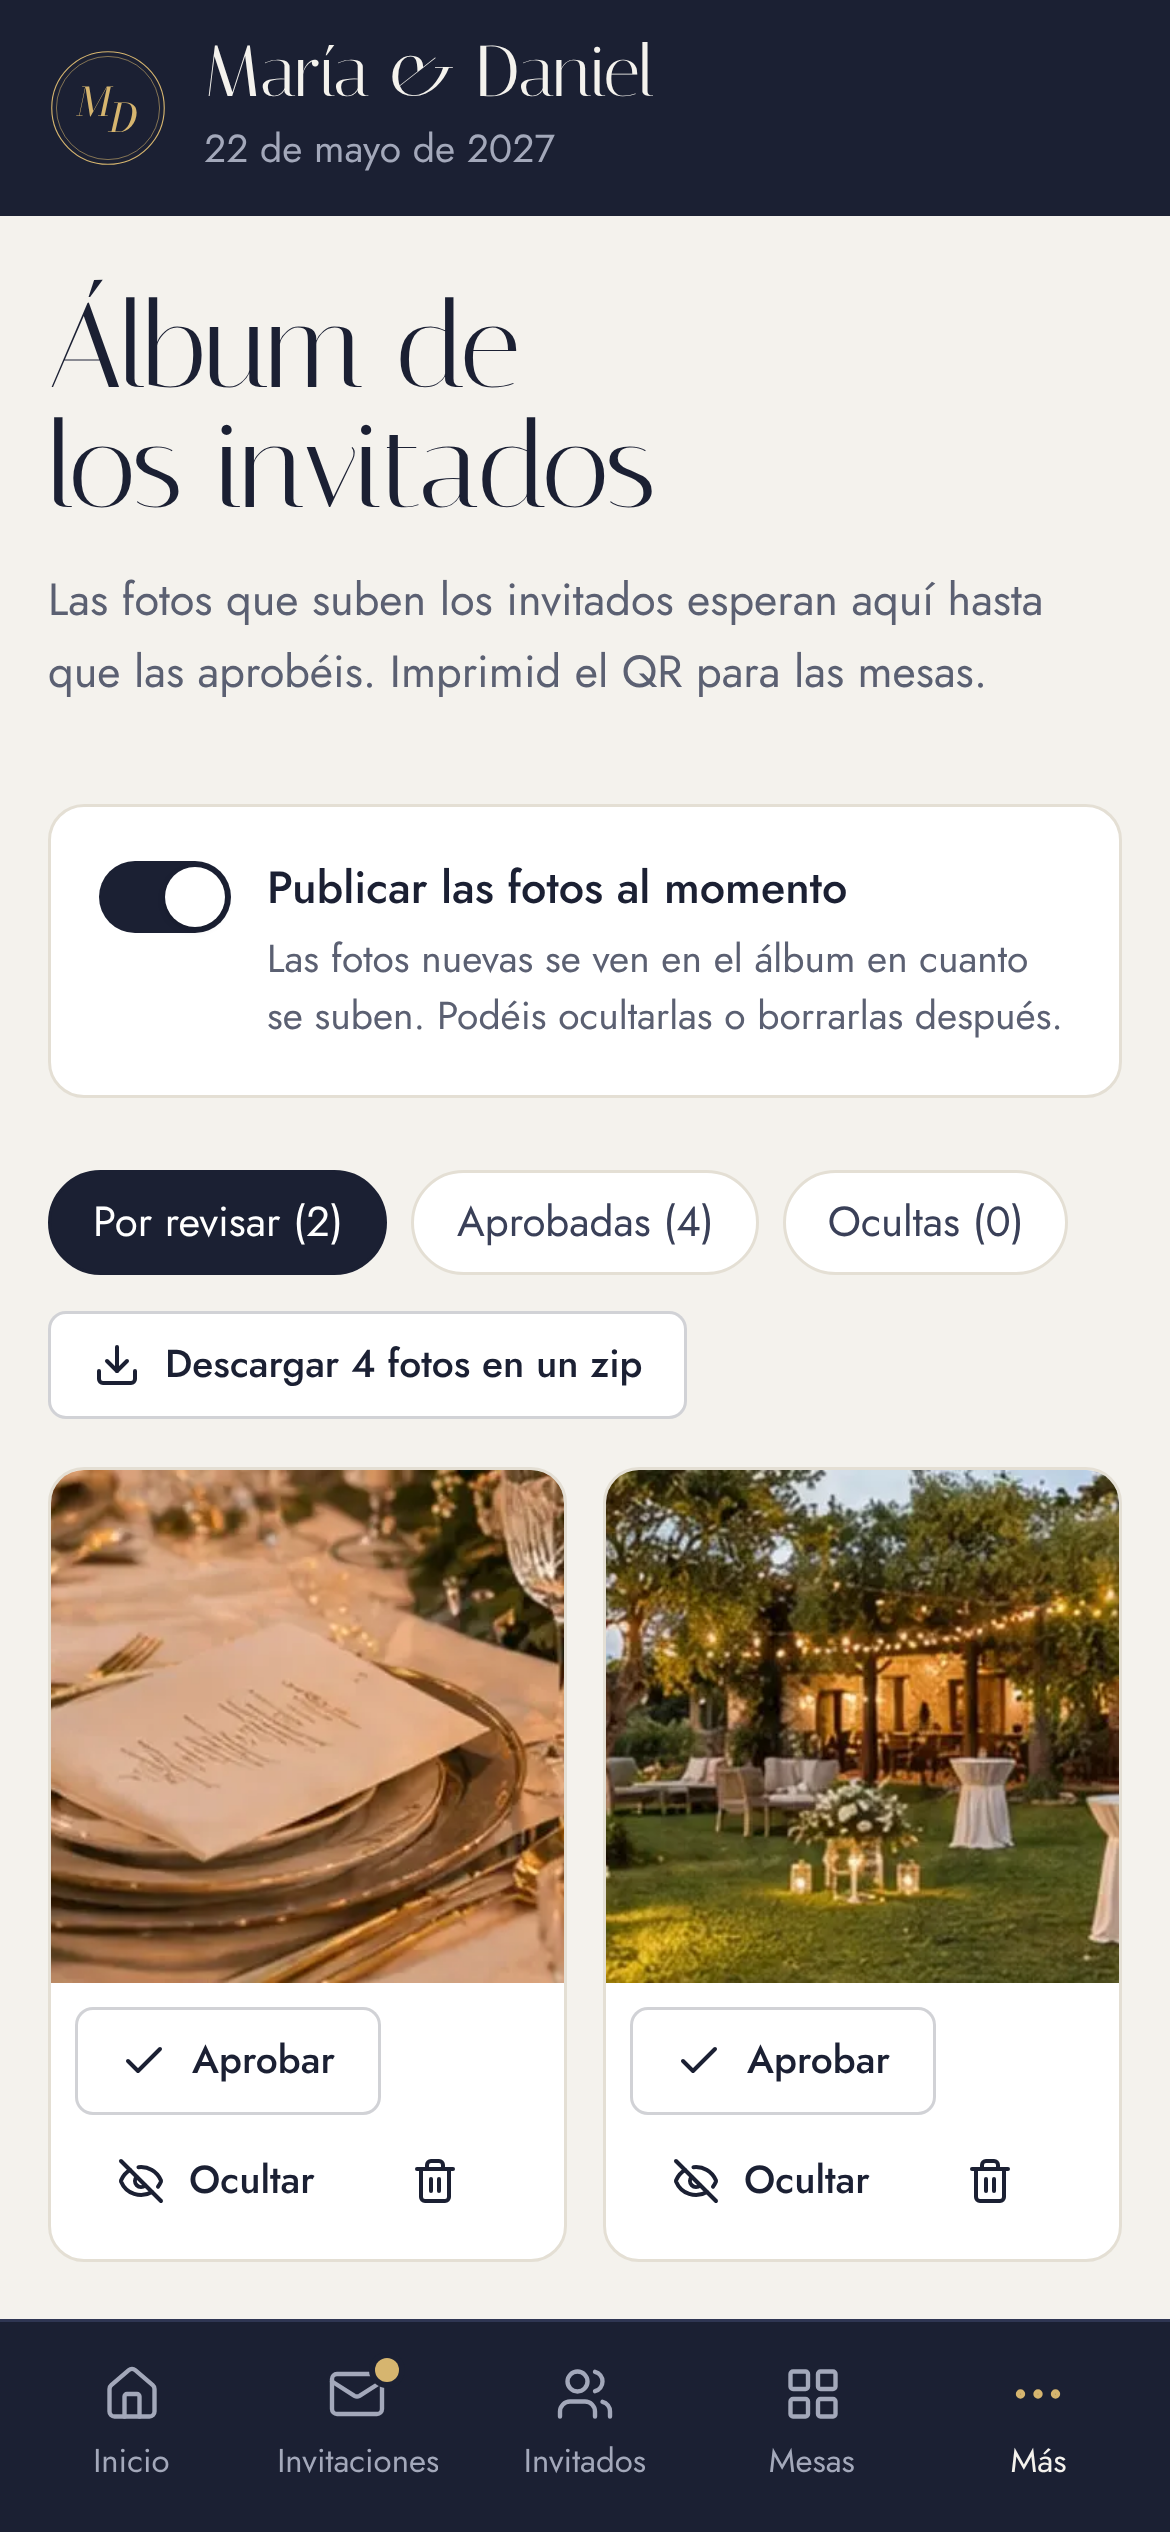 MD
María & Daniel
22 de mayo de 2027
Álbum de
los invitados
Las fotos que suben los invitados esperan aquí hasta
que las aprobéis. Imprimid el QR para las mesas.
Publicar las fotos al momento
Las fotos nuevas se ven en el álbum en cuanto
se suben. Podéis ocultarlas o borrarlas después.
Por revisar (2) Aprobadas (4) Ocultas (0)
Descargar 4 fotos en un zip
Aprobar Aprobar
Ocultar Ocultar
Inicio Invitaciones Invitados Mesas Más